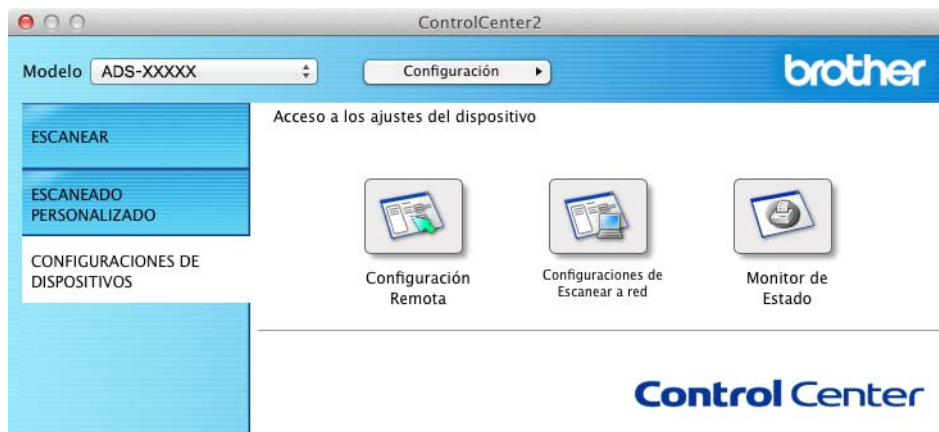 ControlCenter2
Modelo ADS-XXXXX Configuración
brother
ESCANEAR
ESCANEADO
PERSONALIZADO
CONFIGURACIONES DE
DISPOSITIVOS
Acceso a los ajustes del dispositivo
Configuración
Remota
Configuraciones de
Escanear a red
Monitor de
Estado
Control Center